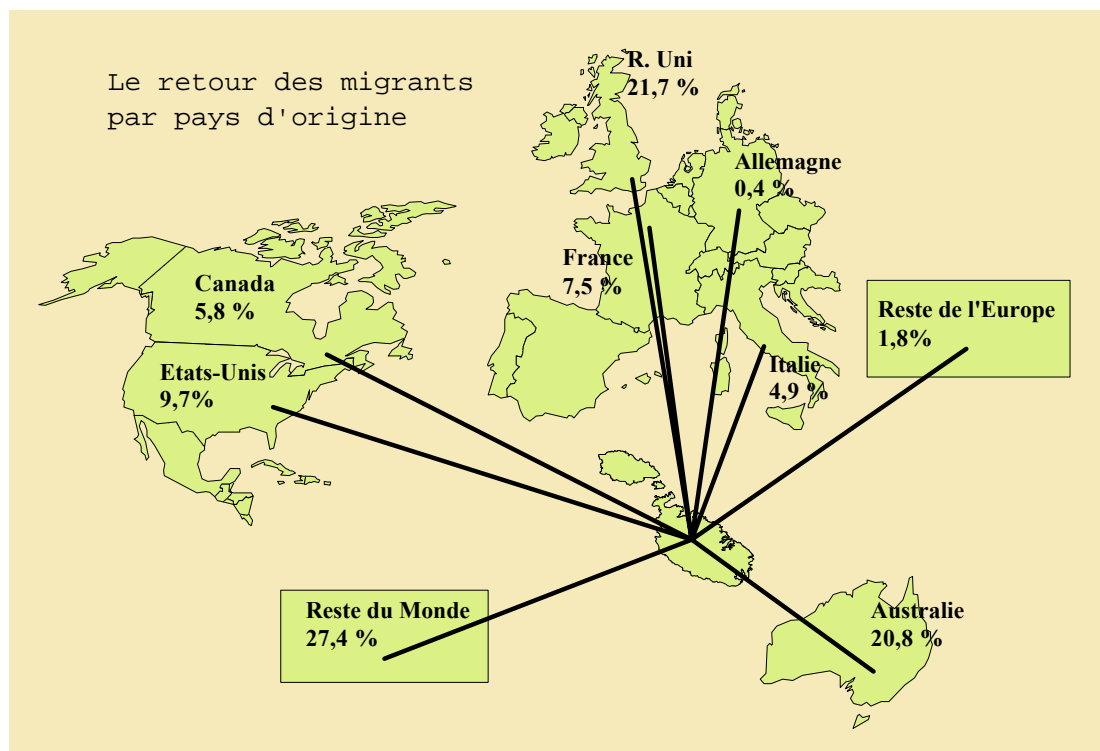 Le retour des migrants
par pays d'origine
R. Uni
21,7 %
Allemagne
0,4 %
France
7,5 %
Canada
5,8 %
Reste de l'Europe
1,8%
Etats-Unis
9,7%
Italie
4,9 %
Reste du Monde
27,4 %
Australie
20,8 %